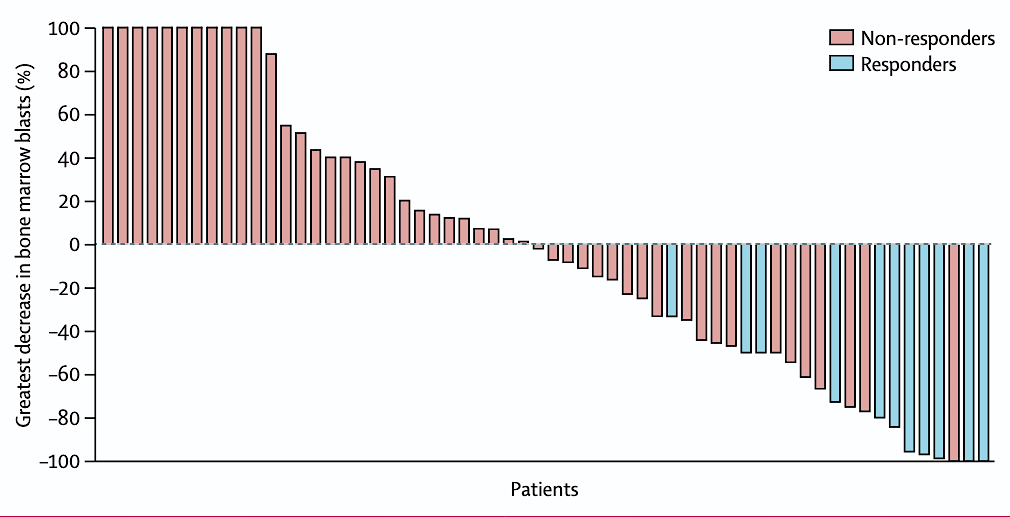 Greatest decrease in bone marrow blasts (%)
100
80
60
40
20
0
−20
−40
−60
−80
−100
Non-responders
Responders
Patients